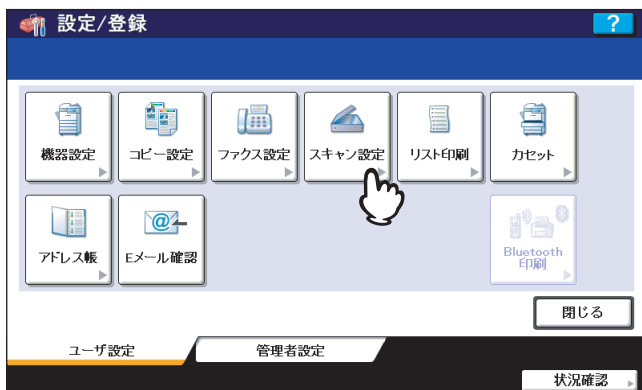 設定/登録
?
機器設定
コピー設定
ファクス設定
スキャン設定
リスト印刷
カセット
アドレス帳
@
Eメール確認
0
Bluetooth
印刷
閉じる
ユーザ設定
管理者設定
状況確認